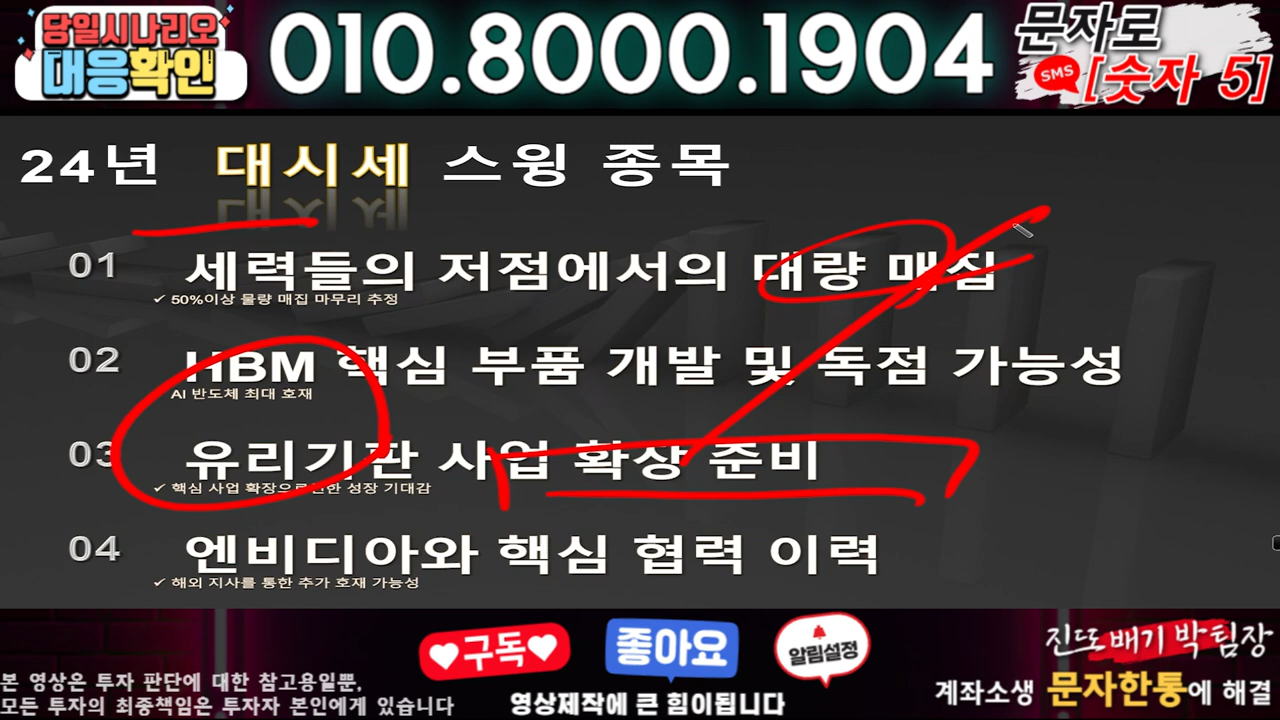 당일시나리오
대응확인
010.8000.1904
문자로
SMS
[숫자 5]
24년 대시세 스윙 종목
01 세력들의 저점에서의 대량 매집
✓ 50%이상 물량 매집 마무리 추정
02 HBM 핵심 부품 개발 및 독점 가능성
AI 반도체 최대 호재
03 유리기판 사업 확장 준비
✓ 핵심 사업 확장으로인한 성장 기대감
04 엔비디아와 핵심 협력 이력
✓ 해외 지사를 통한 추가 호재 가능성
구독
좋아요
알림설정
영상제작에 큰 힘이됩니다
본 영상은 투자 판단에 대한 참고용일뿐,
모든 투자의 최종책임은 투자자 본인에게 있습니다
진또배기 박팀장
계좌소생 문자한통에 해결